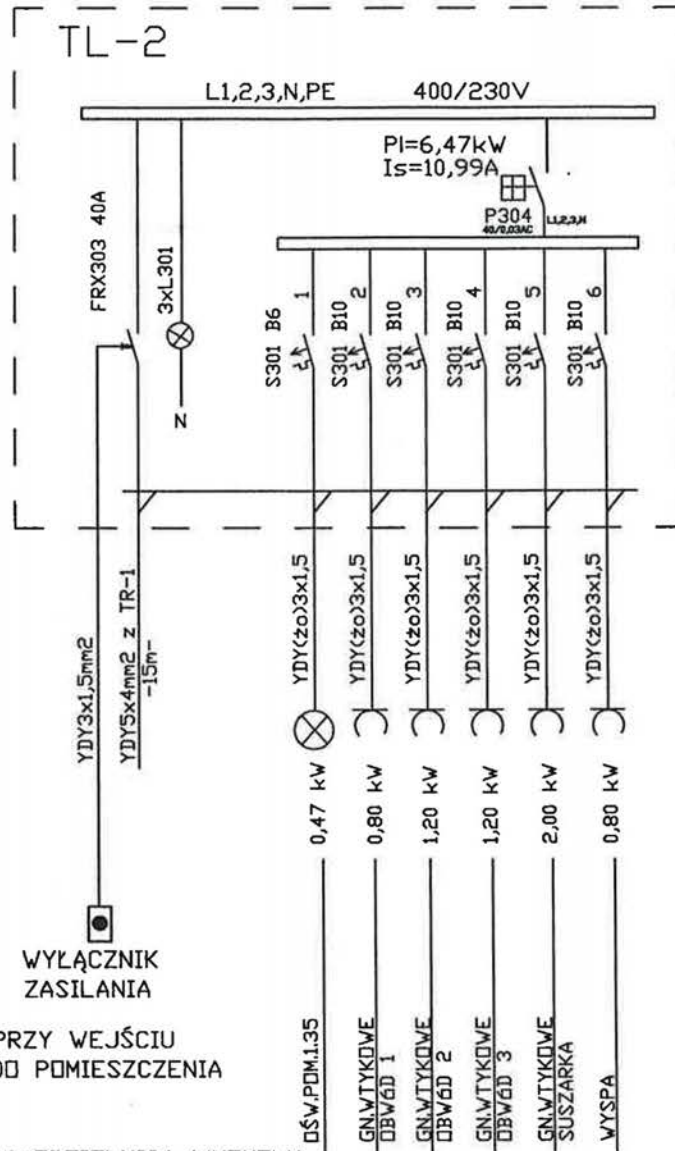 TL-2
L1,2,3,N,PE 400/230V
PI=6,47kW
Is=10,99A
P304 L1,2,3,N
40/0,03AC
FRX303 40A
3xL301
N
S301 B6 1
S301 B10 2
S301 B10 3
S301 B10 4
S301 B10 5
S301 B10 6
YDY3x1,5mm2
YDY5x4mm2 z TR-1
-15m-
YDY(żo)3x1,5
YDY(żo)3x1,5
YDY(żo)3x1,5
YDY(żo)3x1,5
YDY(żo)3x1,5
YDY(żo)3x1,5
0,47 kW
0,80 kW
1,20 kW
1,20 kW
2,00 kW
0,80 kW
WYŁĄCZNIK
ZASILANIA
PRZY WEJŚCIU
DO POMIESZCZENIA
OŚW.POM.1.35
GN.WTYKOWE
OBWÓD 1
GN.WTYKOWE
OBWÓD 2
GN.WTYKOWE
OBWÓD 3
GN.WTYKOWE
SUSZARKA
WYSPA